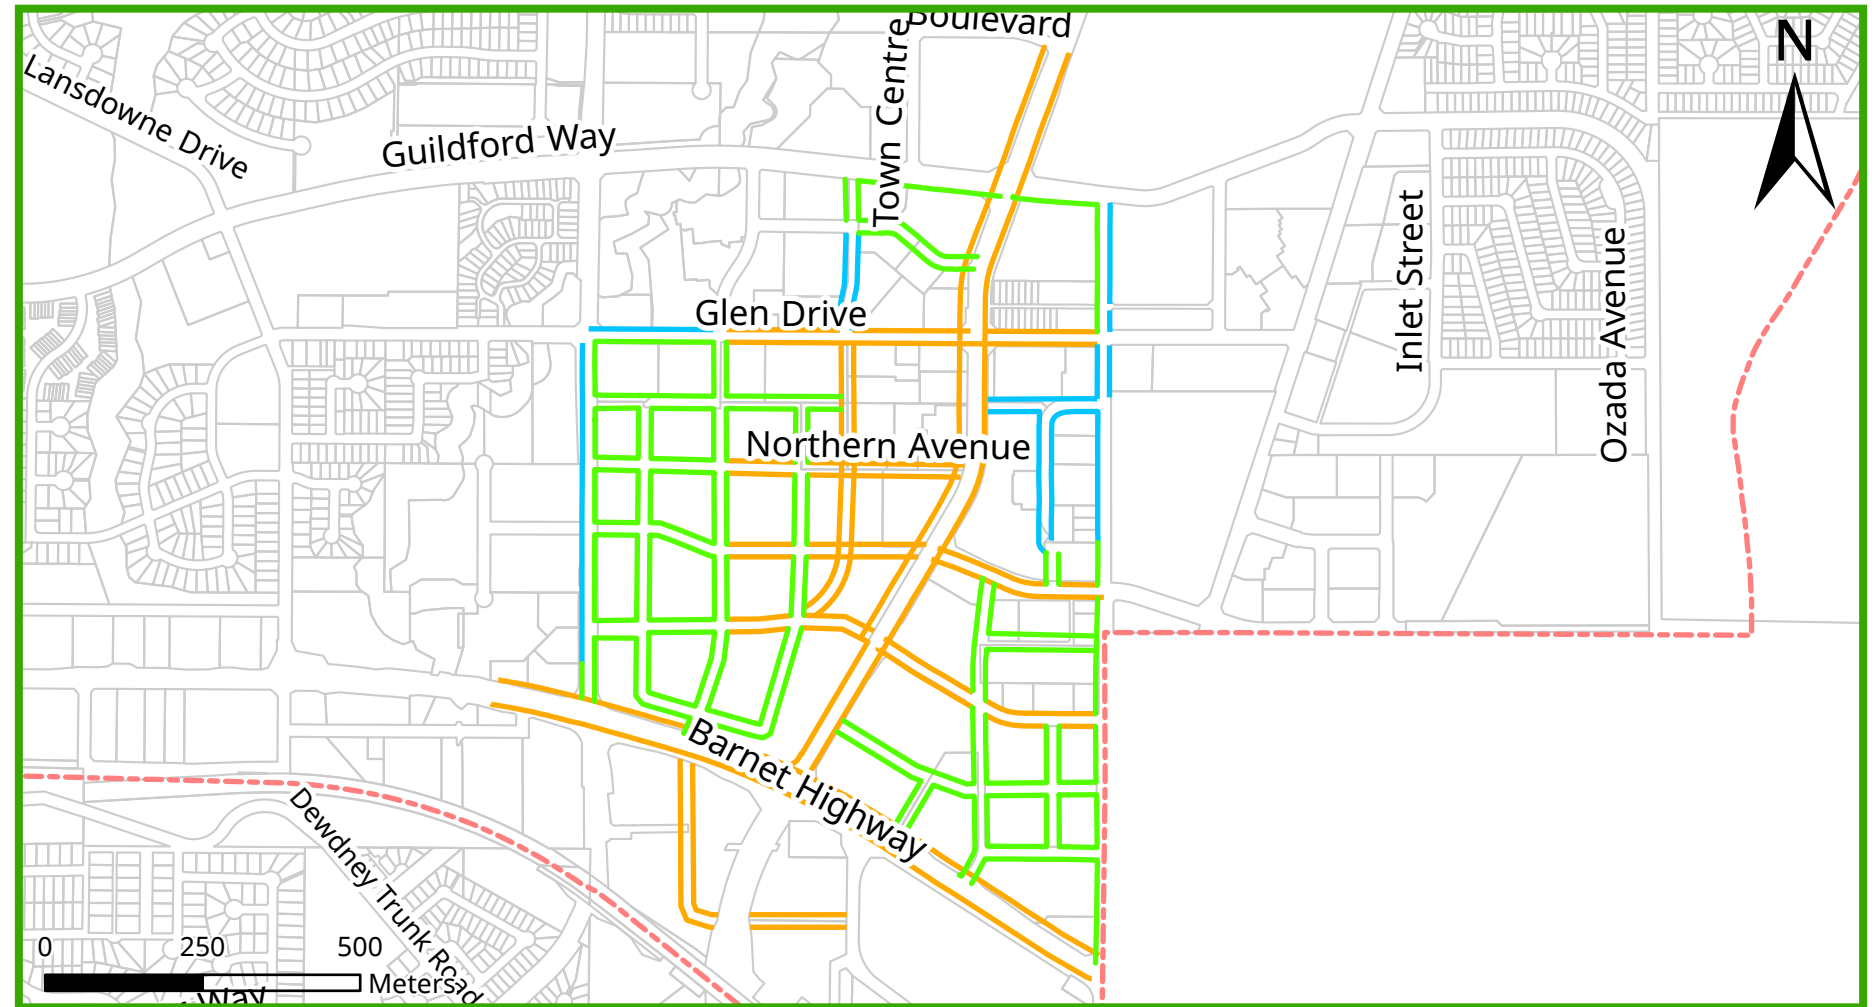 Boulevard
N
Lansdowne Drive
Guildford Way
Town Centre
Inlet Street
Ozada Avenue
Glen Drive
Northern Avenue
Barnet Highway
Dewdney Trunk Road
0 250 500
Meters
Way